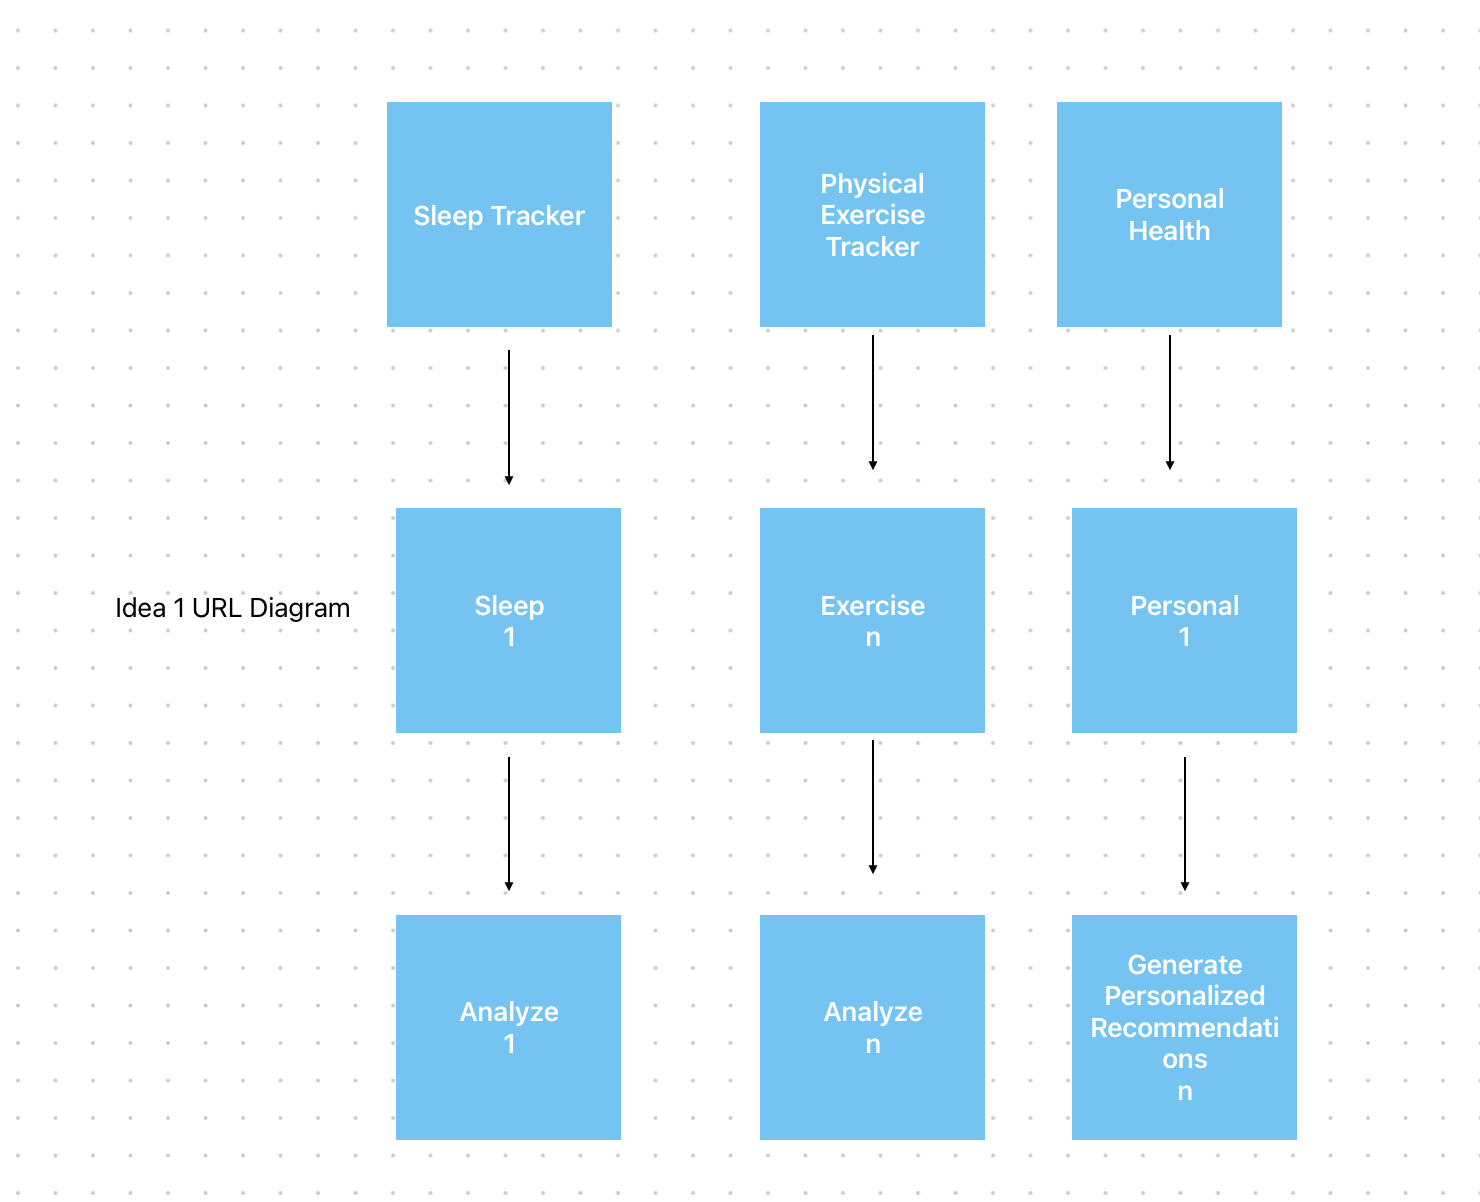 Sleep Tracker
Physical
Exercise
Tracker
Personal
Health
Idea 1 URL Diagram
Sleep
1
Exercise
n
Personal
1
Analyze
1
Analyze
n
Generate
Personalized
Recommendati
ons
n